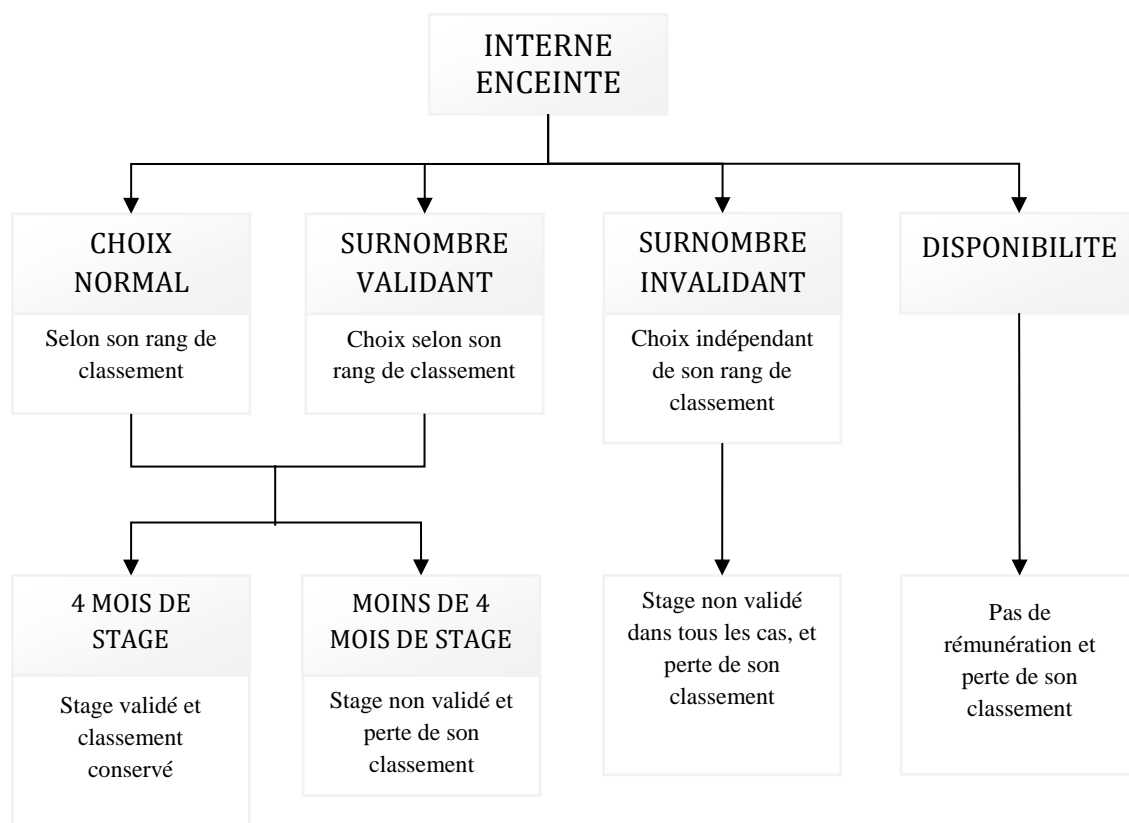 INTERNE
ENCEINTE
CHOIX
NORMAL
Selon son rang de
classement
SURNOMBRE
VALIDANT
Choix selon son
rang de classement
SURNOMBRE
INVALIDANT
Choix indépendant
de son rang de
classement
DISPONIBILITE
4 MOIS DE
STAGE
Stage validé et
classement
conservé
MOINS DE 4
MOIS DE STAGE
Stage non validé et
perte de son
classement
Stage non validé
dans tous les cas, et
perte de son
classement
Pas de
rémunération et
perte de son
classement